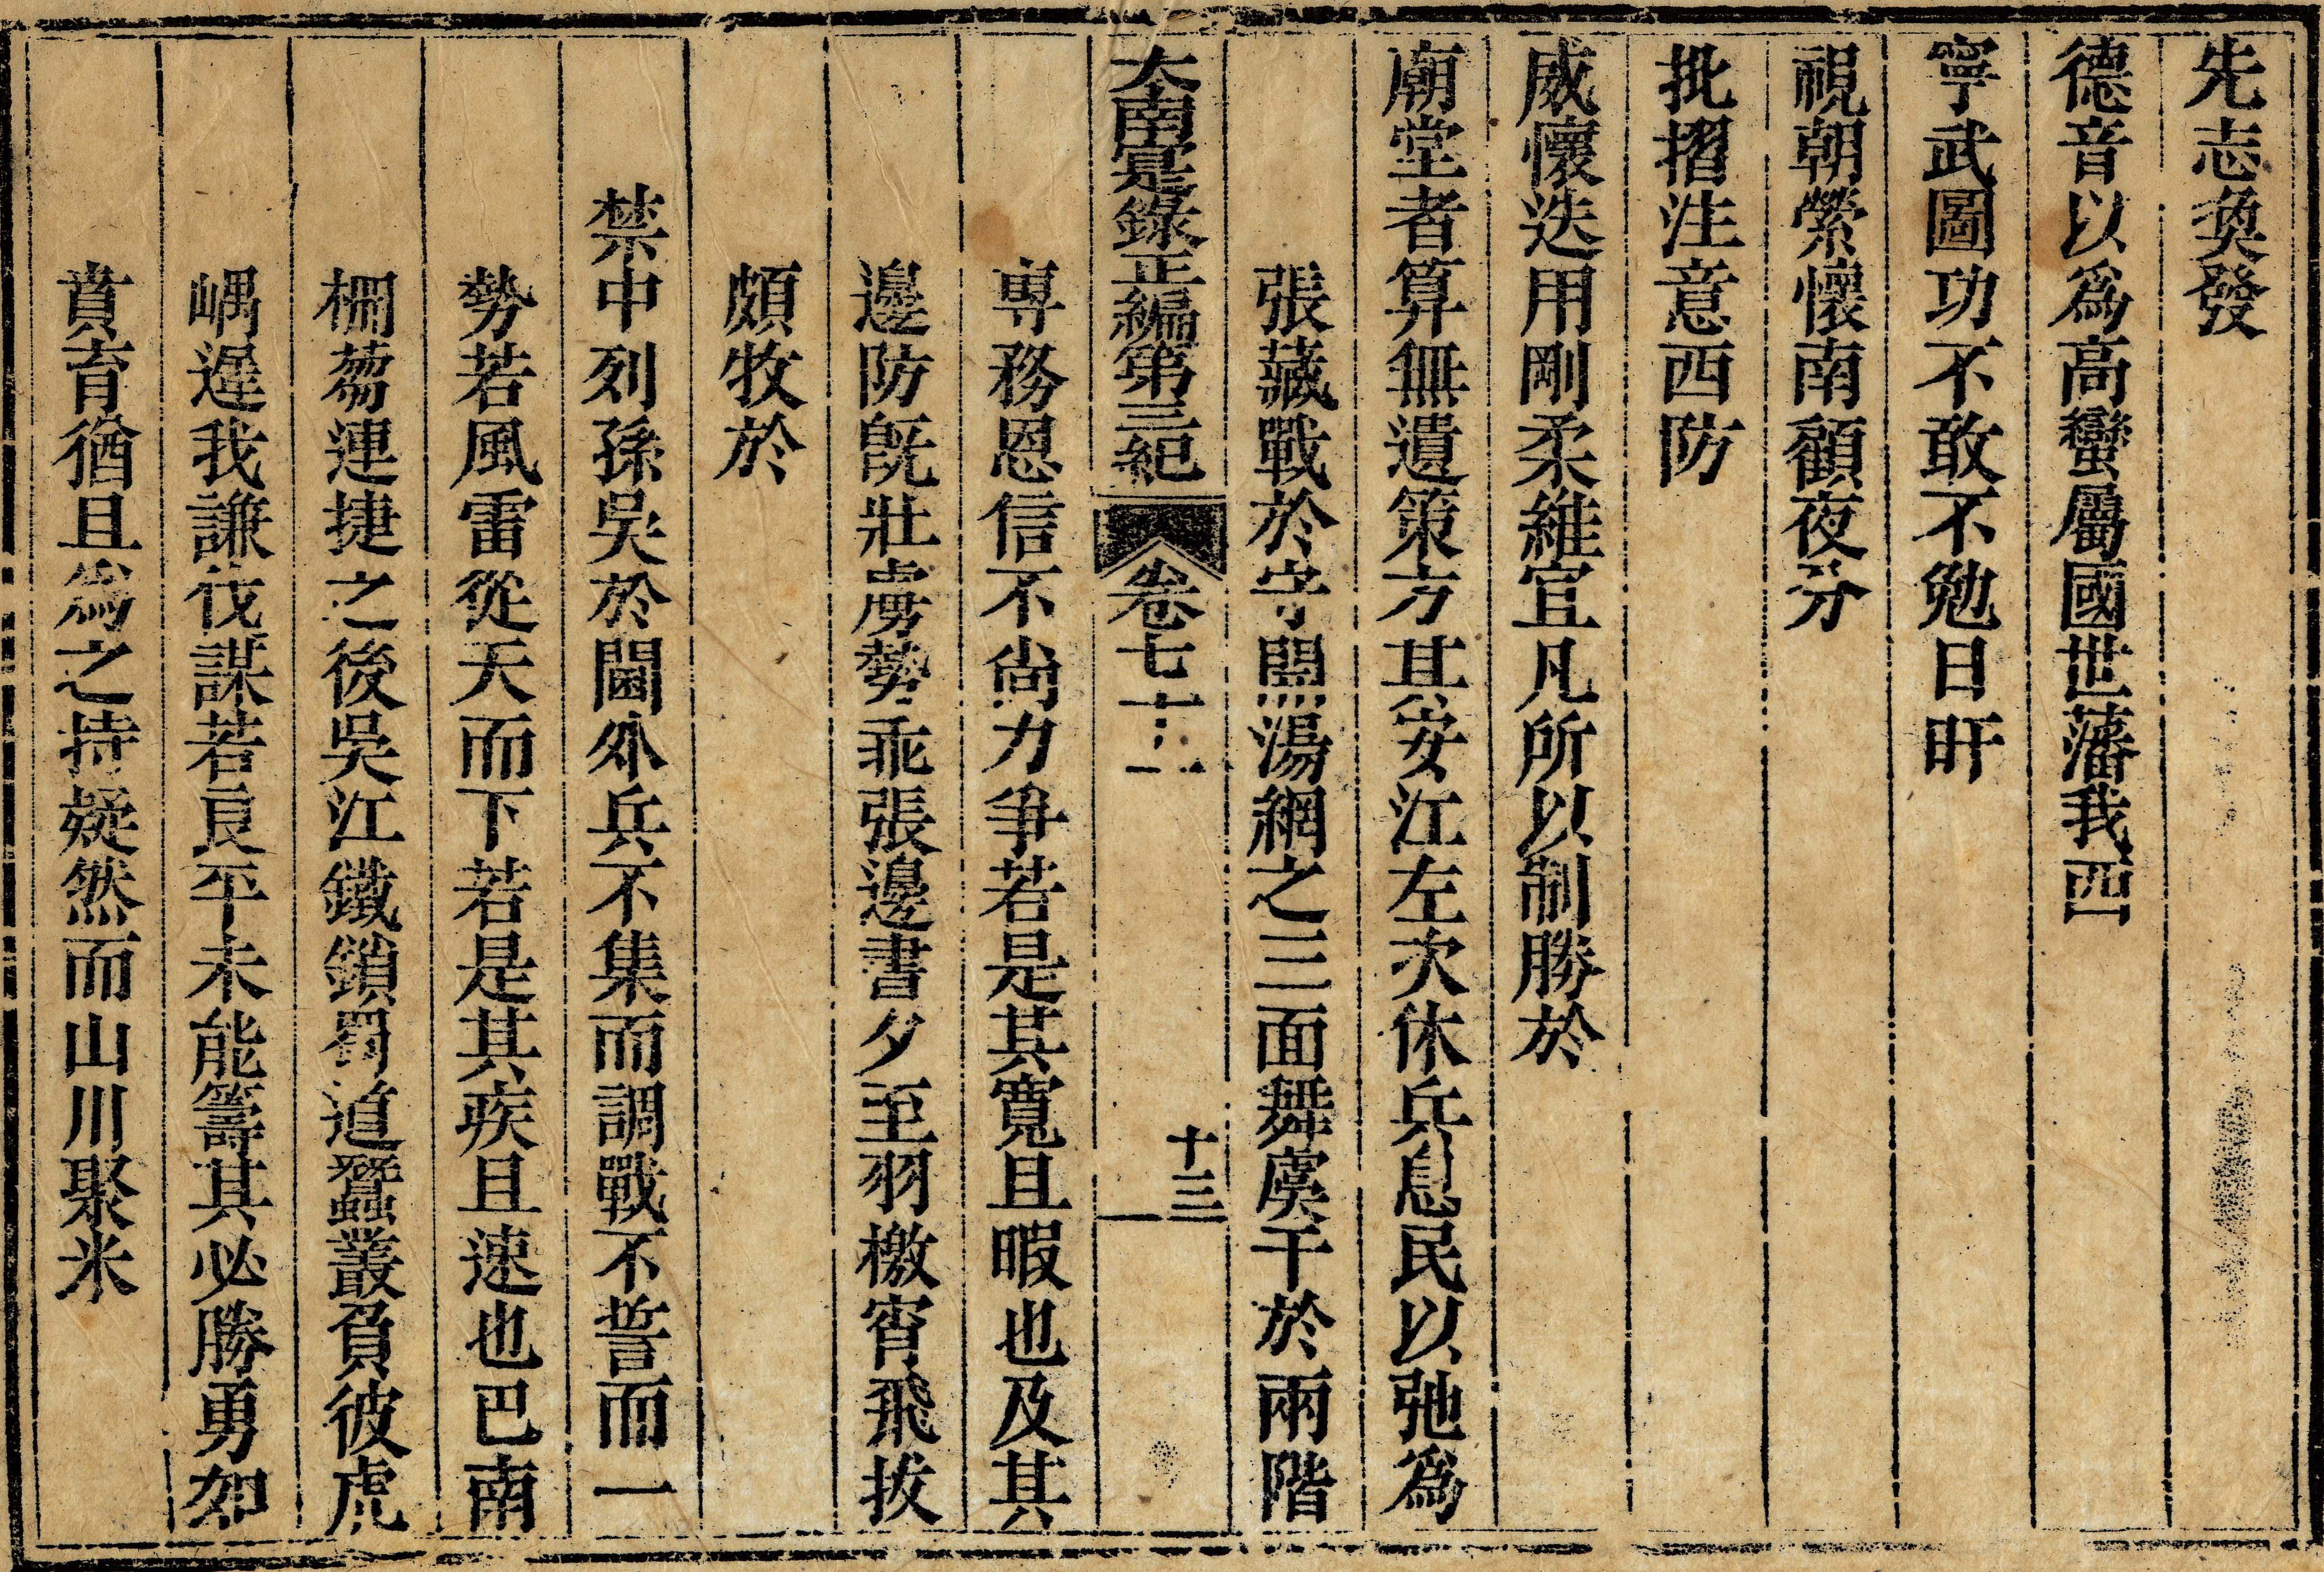 先志奐發
德音以爲高蠻屬國世藩我西
寧武圖功不敢不勉日旰
視朝縈懷南顧夜分
批摺注意西防
威懷迭用剛柔維宜凡所以制勝於
廟堂者算無遺策方其安江左次休兵息民以弛爲
張藏戰於守開湯網之三面舞虞干於兩階
大南寔錄正編第三紀 卷七十二 十三
專務恩信不尚力爭若是其寬且暇也及其
邊防旣壯虜勢乖張邊書夕至羽檄宵飛拔
頗牧於
禁中列孫吳於閫外兵不集而調戰不誓而一
勢若風雷從天而下若是其疾且速也巴南
柵蒭連捷之後吳江鐵鎖蜀道蠶叢負彼虎
嵎遲我謙伐謀若良平未能籌其必勝勇如
賁育猶且爲之持疑然而山川聚米